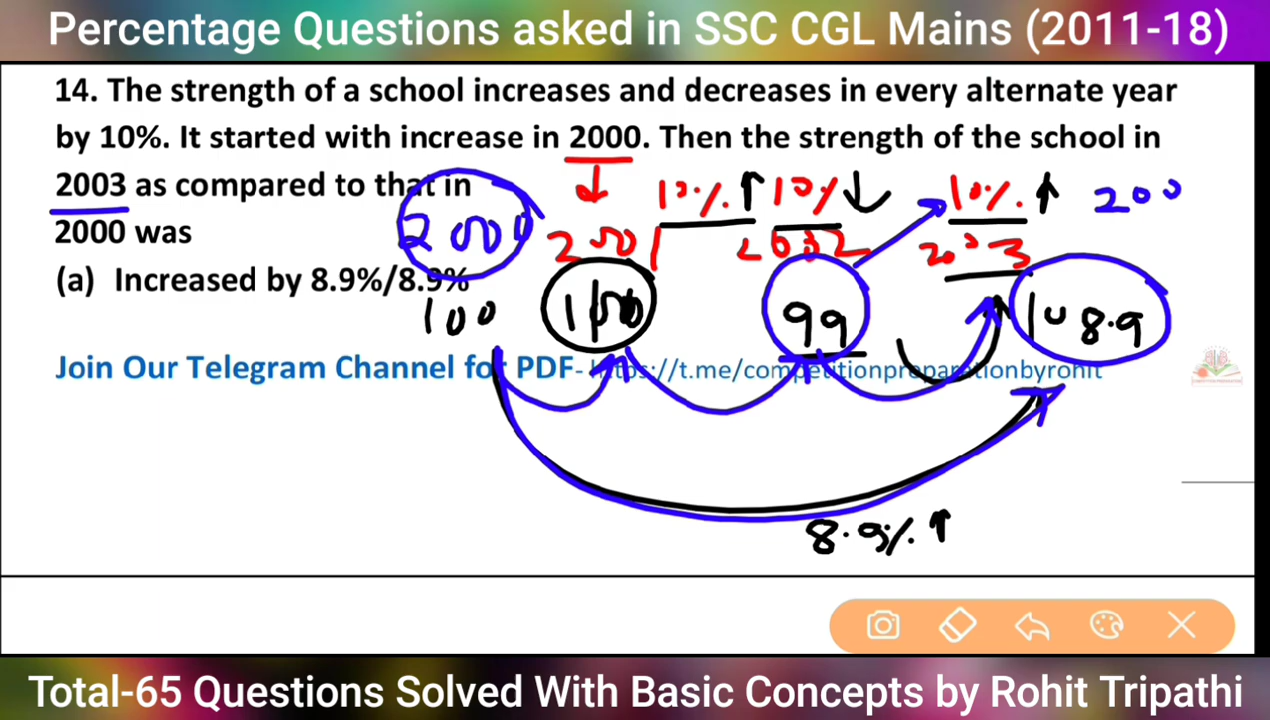 Percentage Questions asked in SSC CGL Mains (2011-18)
14. The strength of a school increases and decreases in every alternate year
by 10%. It started with increase in 2000. Then the strength of the school in
2003 as compared to that in
2000 was
10% 10% 10% 200
2000 2001 2002 2003
(a) Increased by 8.9%/8.9%
100 99 108.9
Join Our Telegram Channel for PDF- https://t.me/competitionpreparationbyrohit
8.9%
Total-65 Questions Solved With Basic Concepts by Rohit Tripathi